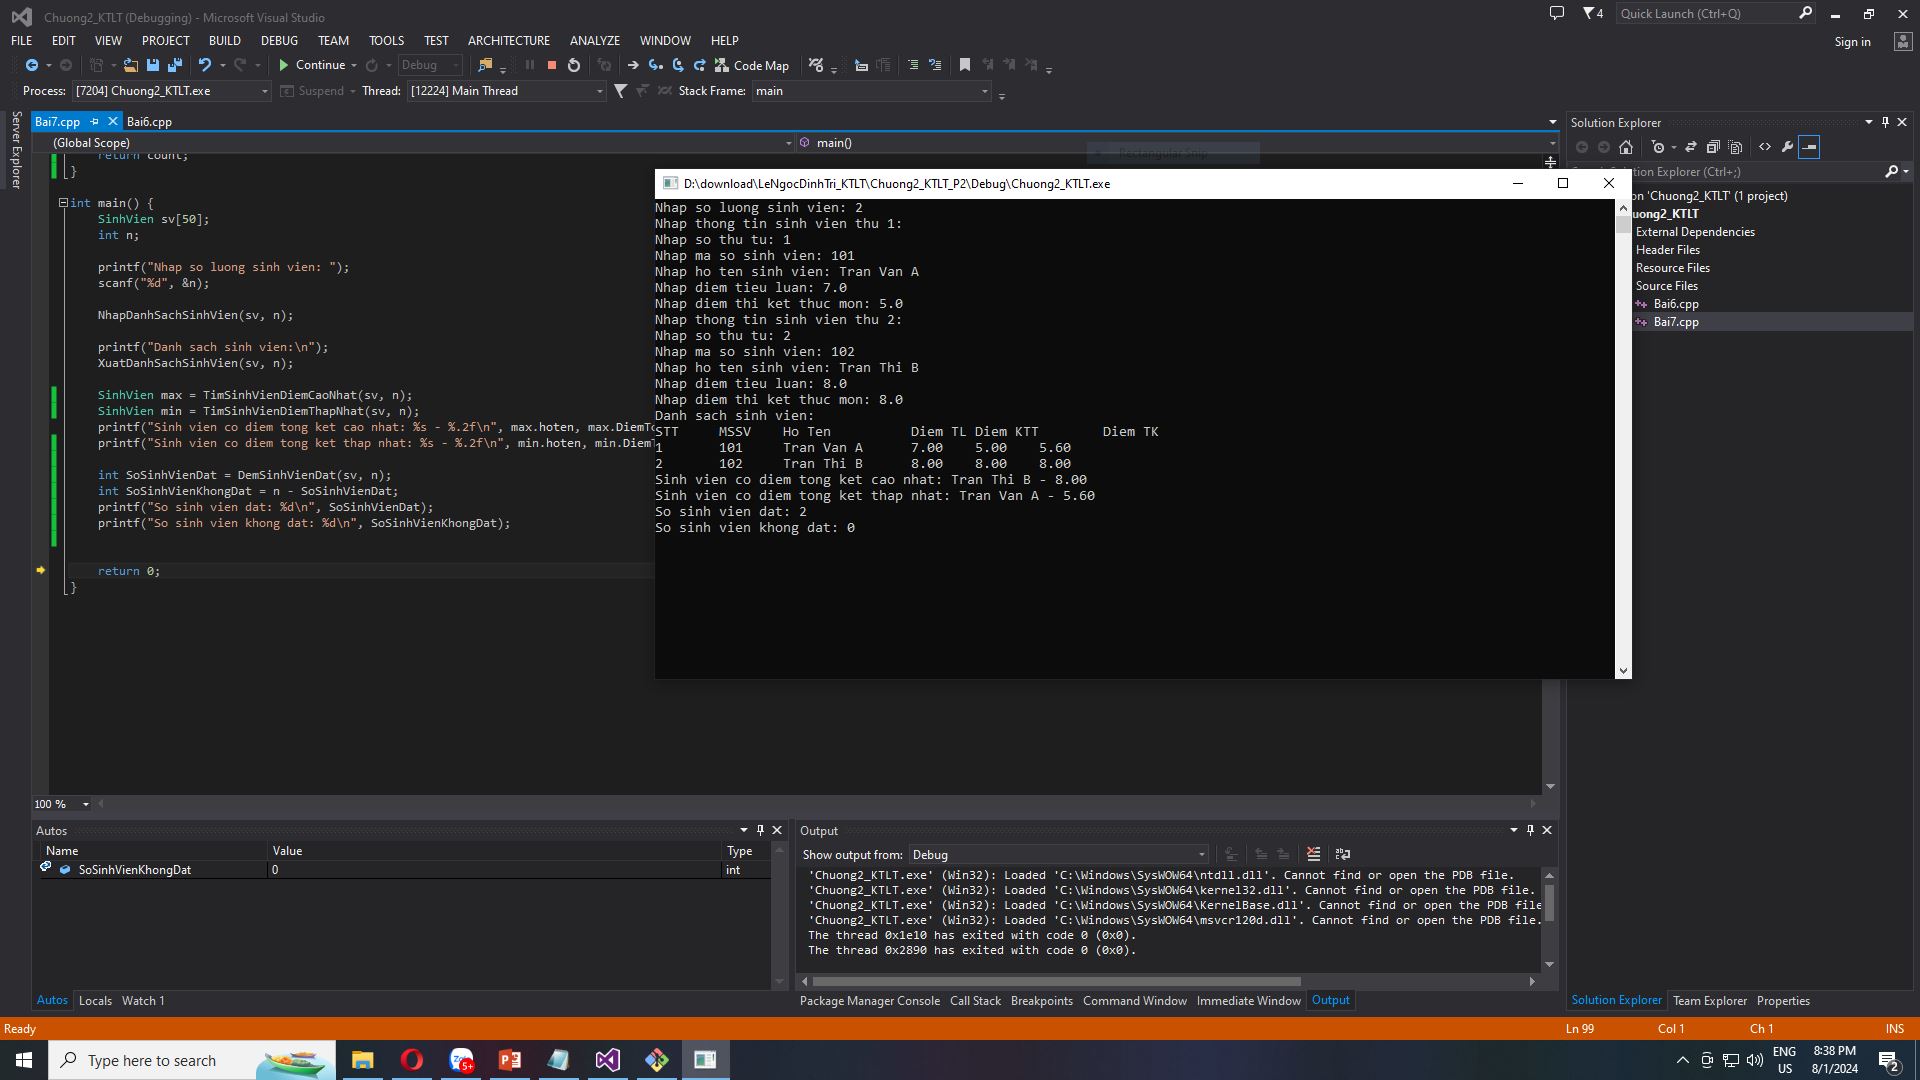 Chuong2_KTLT (Debugging) - Microsoft Visual Studio
4
Quick Launch (Ctrl+Q)
FILE EDIT VIEW PROJECT BUILD DEBUG TEAM TOOLS TEST ARCHITECTURE ANALYZE WINDOW HELP
Sign in
Continue Debug Code Map
Process: [7204] Chuong2_KTLT.exe Suspend Thread: [12224] Main Thread Stack Frame: main
Server Explorer
Bai7.cpp Bai6.cpp
(Global Scope) main()
Rectangular Snip
return count;
}
int main() {
SinhVien sv[50];
int n;
printf("Nhap so luong sinh vien: ");
scanf("%d", &n);
NhapDanhSachSinhVien(sv, n);
printf("Danh sach sinh vien:\n");
XuatDanhSachSinhVien(sv, n);
SinhVien max = TimSinhVienDiemCaoNhat(sv, n);
SinhVien min = TimSinhVienDiemThapNhat(sv, n);
printf("Sinh vien co diem tong ket cao nhat: %s - %.2f\n", max.hoten, max.DiemTo
printf("Sinh vien co diem tong ket thap nhat: %s - %.2f\n", min.hoten, min.DiemT
int SoSinhVienDat = DemSinhVienDat(sv, n);
int SoSinhVienKhongDat = n - SoSinhVienDat;
printf("So sinh vien dat: %d\n", SoSinhVienDat);
printf("So sinh vien khong dat: %d\n", SoSinhVienKhongDat);
return 0;
}
D:\download\LeNgocDinhTri_KTLT\Chuong2_KTLT_P2\Debug\Chuong2_KTLT.exe
Nhap so luong sinh vien: 2
Nhap thong tin sinh vien thu 1:
Nhap so thu tu: 1
Nhap ma so sinh vien: 101
Nhap ho ten sinh vien: Tran Van A
Nhap diem tieu luan: 7.0
Nhap diem thi ket thuc mon: 5.0
Nhap thong tin sinh vien thu 2:
Nhap so thu tu: 2
Nhap ma so sinh vien: 102
Nhap ho ten sinh vien: Tran Thi B
Nhap diem tieu luan: 8.0
Nhap diem thi ket thuc mon: 8.0
Danh sach sinh vien:
STT MSSV Ho Ten Diem TL Diem KTT Diem TK
1 101 Tran Van A 7.00 5.00 5.60
2 102 Tran Thi B 8.00 8.00 8.00
Sinh vien co diem tong ket cao nhat: Tran Thi B - 8.00
Sinh vien co diem tong ket thap nhat: Tran Van A - 5.60
So sinh vien dat: 2
So sinh vien khong dat: 0
Solution Explorer
Explorer (Ctrl+;)
on 'Chuong2_KTLT' (1 project)
uong2_KTLT
External Dependencies
Header Files
Resource Files
Source Files
Bai6.cpp
Bai7.cpp
100 %
Autos
Name Value Type
SoSinhVienKhongDat 0 int
Autos Locals Watch 1
Output
Show output from: Debug
'Chuong2_KTLT.exe' (Win32): Loaded 'C:\Windows\SysWOW64\ntdll.dll'. Cannot find or open the PDB file.
'Chuong2_KTLT.exe' (Win32): Loaded 'C:\Windows\SysWOW64\kernel32.dll'. Cannot find or open the PDB file.
'Chuong2_KTLT.exe' (Win32): Loaded 'C:\Windows\SysWOW64\KernelBase.dll'. Cannot find or open the PDB file
'Chuong2_KTLT.exe' (Win32): Loaded 'C:\Windows\SysWOW64\msvcr120d.dll'. Cannot find or open the PDB file.
The thread 0x1e10 has exited with code 0 (0x0).
The thread 0x2890 has exited with code 0 (0x0).
Package Manager Console Call Stack Breakpoints Command Window Immediate Window Output
Solution Explorer Team Explorer Properties
Ready Ln 99 Col 1 Ch 1 INS
Type here to search
5+
ENG
US
8:38 PM
8/1/2024
2